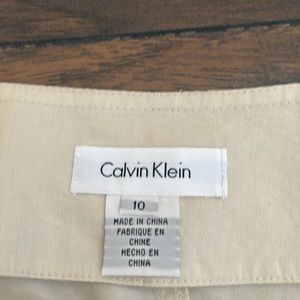 Calvin Klein
10
MADE IN CHINA
FABRIQUE EN
CHINE
HECHO EN
CHINA